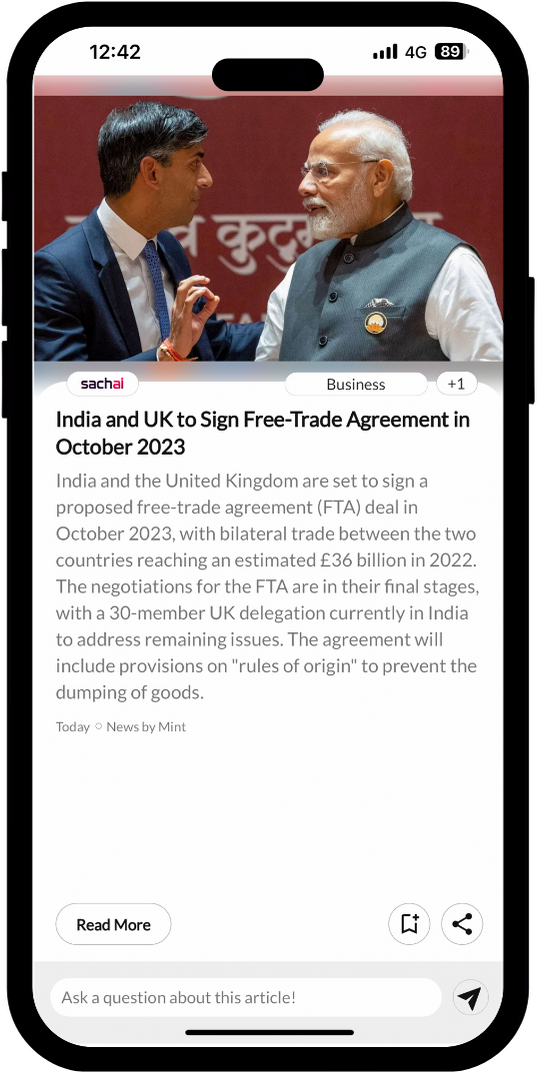 12:42
4G 89
व कुटुम
sachai
Business
+1
India and UK to Sign Free-Trade Agreement in
October 2023
India and the United Kingdom are set to sign a
proposed free-trade agreement (FTA) deal in
October 2023, with bilateral trade between the two
countries reaching an estimated £36 billion in 2022.
The negotiations for the FTA are in their final stages,
with a 30-member UK delegation currently in India
to address remaining issues. The agreement will
include provisions on "rules of origin" to prevent the
dumping of goods.
Today ○ News by Mint
Read More
Ask a question about this article!